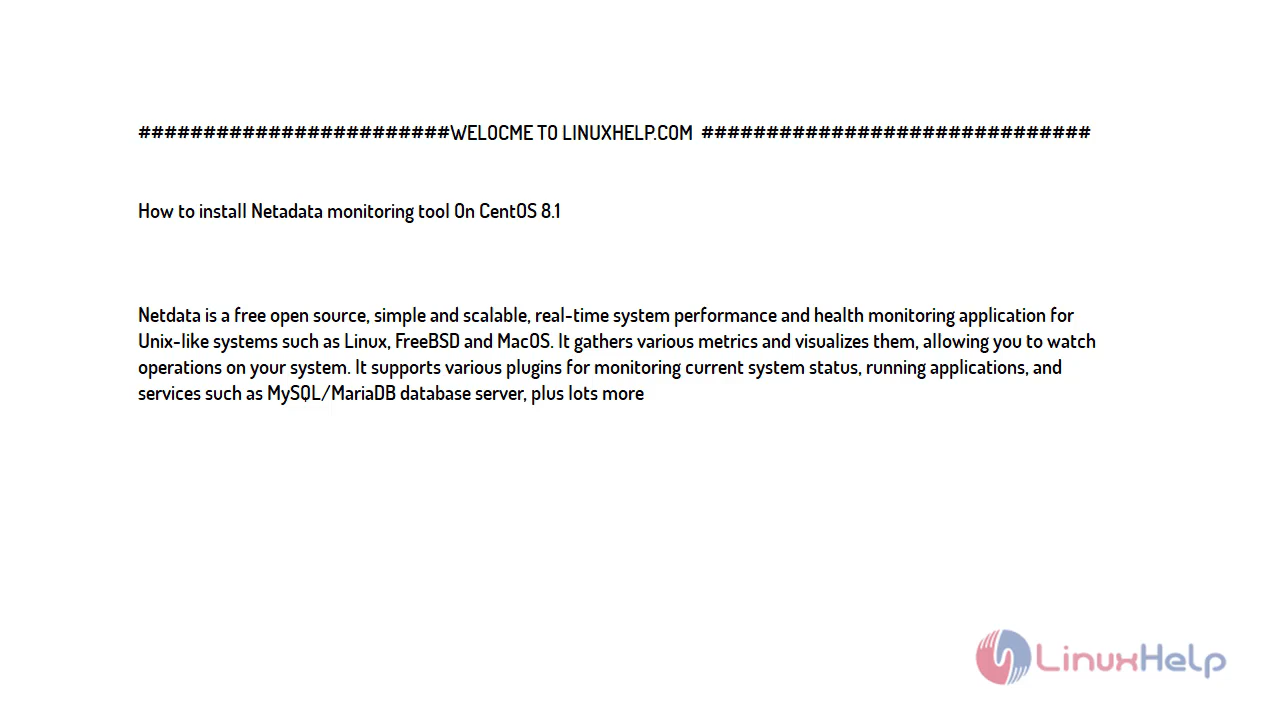 ########################WELOCME TO LINUXHELP.COM ##############################
How to install Netadata monitoring tool On CentOS 8.1
Netdata is a free open source, simple and scalable, real-time system performance and health monitoring application for
Unix-like systems such as Linux, FreeBSD and MacOS. It gathers various metrics and visualizes them, allowing you to watch
operations on your system. It supports various plugins for monitoring current system status, running applications, and
services such as MySQL/MariaDB database server, plus lots more
LinuxHelp